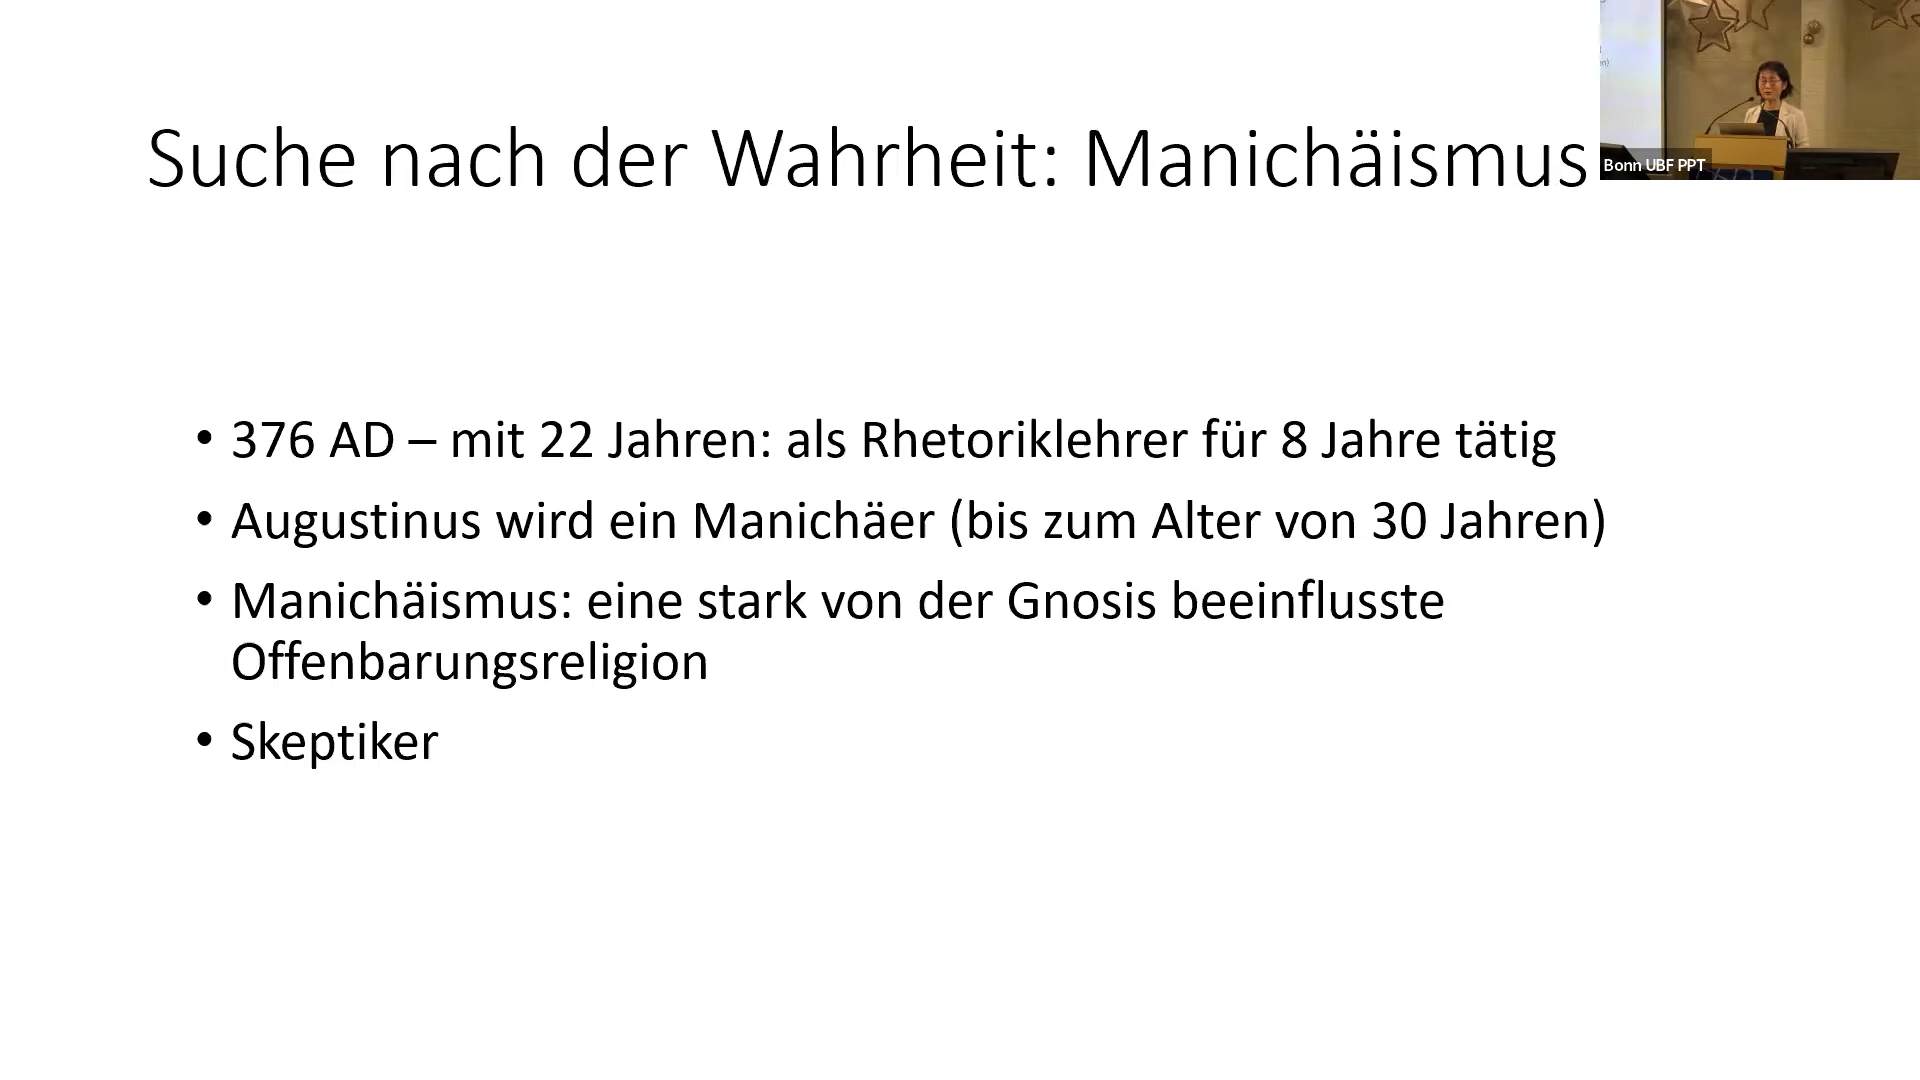 Suche nach der Wahrheit: Manichäismus
Bonn UBF PPT
• 376 AD – mit 22 Jahren: als Rhetoriklehrer für 8 Jahre tätig
• Augustinus wird ein Manichäer (bis zum Alter von 30 Jahren)
• Manichäismus: eine stark von der Gnosis beeinflusste
Offenbarungsreligion
• Skeptiker